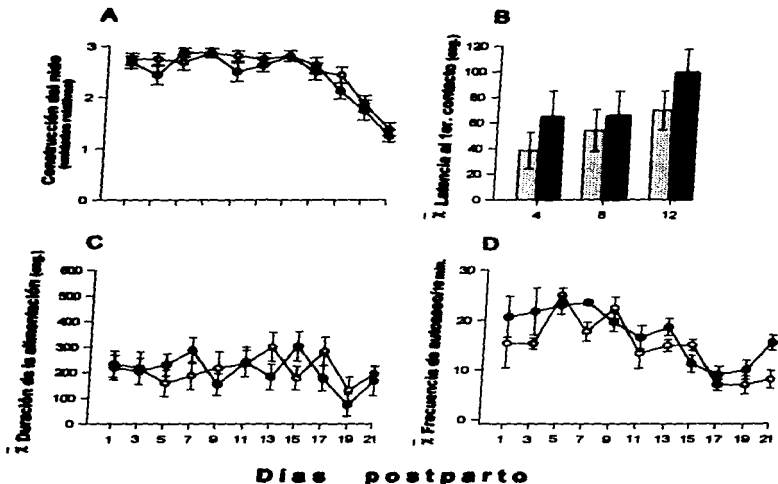 A
Construcción del nido
(unidades relativas)
3
2
1
0
B
x̄ Latencia al 1er. contacto (seg.)
120
100
80
60
40
20
0
4
8
12
C
x̄ Duración de la alimentación (seg.)
600
500
400
300
200
100
0
1 3 5 7 9 11 13 15 17 19 21
D
x̄ Frecuencia de autoaseo/10 min.
30
20
10
0
1 3 5 7 9 11 13 15 17 19 21
Días postparto